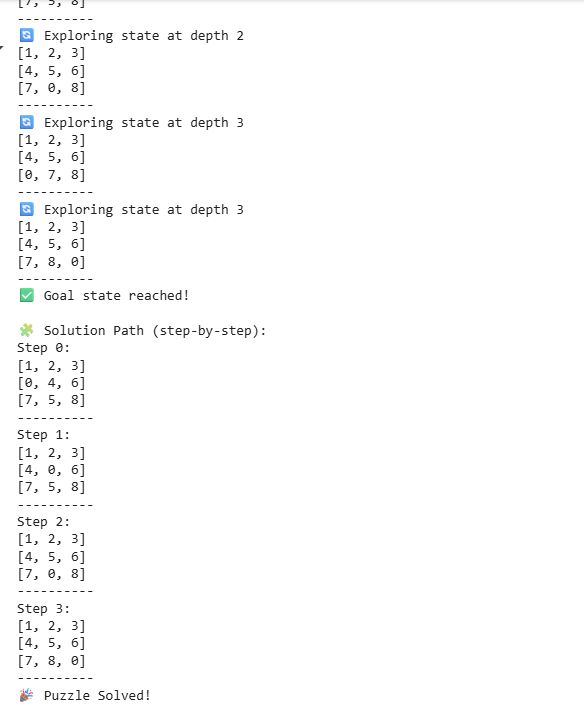 [7, 5, 8]
----------
🔄 Exploring state at depth 2
[1, 2, 3]
[4, 5, 6]
[7, 0, 8]
----------
🔄 Exploring state at depth 3
[1, 2, 3]
[4, 5, 6]
[0, 7, 8]
----------
🔄 Exploring state at depth 3
[1, 2, 3]
[4, 5, 6]
[7, 8, 0]
----------
✅ Goal state reached!
🧩 Solution Path (step-by-step):
Step 0:
[1, 2, 3]
[0, 4, 6]
[7, 5, 8]
----------
Step 1:
[1, 2, 3]
[4, 0, 6]
[7, 5, 8]
----------
Step 2:
[1, 2, 3]
[4, 5, 6]
[7, 0, 8]
----------
Step 3:
[1, 2, 3]
[4, 5, 6]
[7, 8, 0]
----------
🎉 Puzzle Solved!